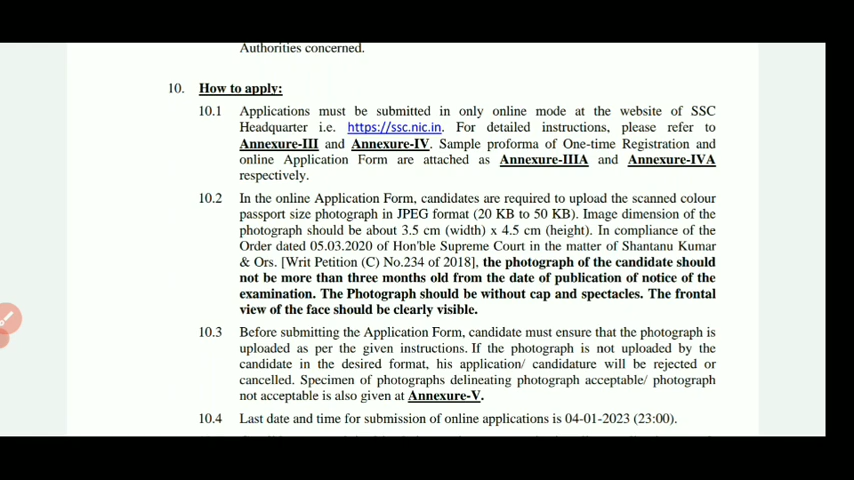 Authorities concerned.
10. How to apply:
10.1 Applications must be submitted in only online mode at the website of SSC
Headquarter i.e. https://ssc.nic.in. For detailed instructions, please refer to
Annexure-III and Annexure-IV. Sample proforma of One-time Registration and
online Application Form are attached as Annexure-IIIA and Annexure-IVA
respectively.
10.2 In the online Application Form, candidates are required to upload the scanned colour
passport size photograph in JPEG format (20 KB to 50 KB). Image dimension of the
photograph should be about 3.5 cm (width) x 4.5 cm (height). In compliance of the
Order dated 05.03.2020 of Hon'ble Supreme Court in the matter of Shantanu Kumar
& Ors. [Writ Petition (C) No.234 of 2018], the photograph of the candidate should
not be more than three months old from the date of publication of notice of the
examination. The Photograph should be without cap and spectacles. The frontal
view of the face should be clearly visible.
10.3 Before submitting the Application Form, candidate must ensure that the photograph is
uploaded as per the given instructions. If the photograph is not uploaded by the
candidate in the desired format, his application/ candidature will be rejected or
cancelled. Specimen of photographs delineating photograph acceptable/ photograph
not acceptable is also given at Annexure-V.
10.4 Last date and time for submission of online applications is 04-01-2023 (23:00).